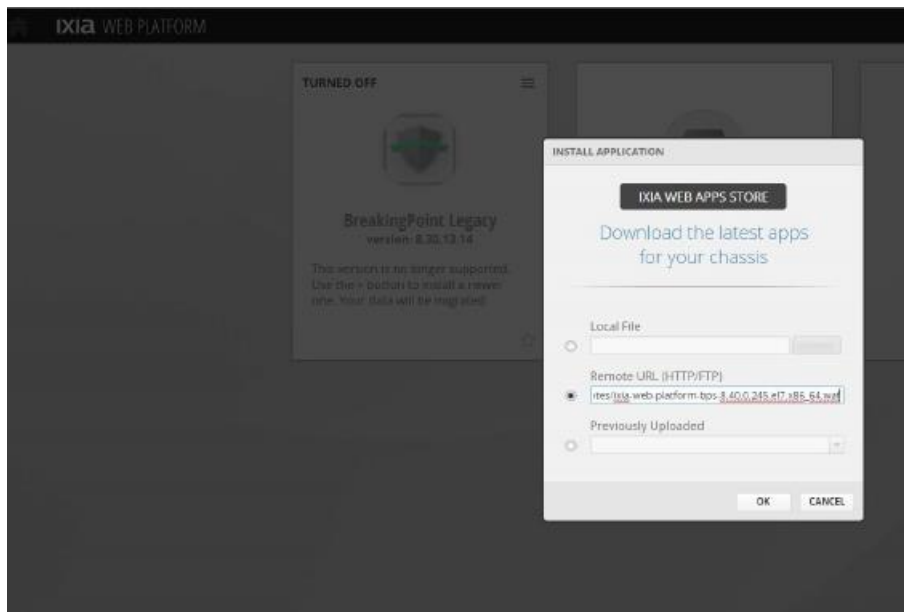 IXIA WEB PLATFORM
TURNED OFF
BreakingPoint Legacy
version: 8.30.13.14
This version is no longer supported.
Use the + button to install a newer
one. Your data will be migrated
INSTALL APPLICATION
IXIA WEB APPS STORE
Download the latest apps
for your chassis
Local File
Remote URL (HTTP/FTP)
ites/ixia-web-platform-bps-8.40.0.245.el7.x86_64.waf
Previously Uploaded
OK
CANCEL